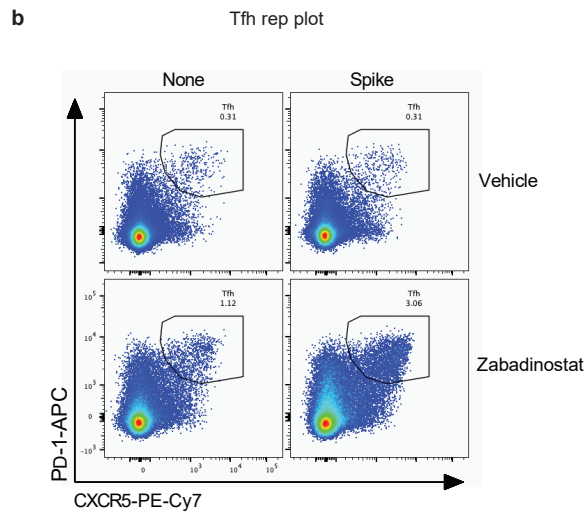 b
Tfh rep plot
None Spike
Tfh
0.31
Tfh
0.31
Vehicle
Tfh
1.12
Tfh
3.06
Zabadinostat
10⁵
10⁴
10³
0
-10³
0 10³ 10⁴ 10⁵
PD-1-APC
CXCR5-PE-Cy7